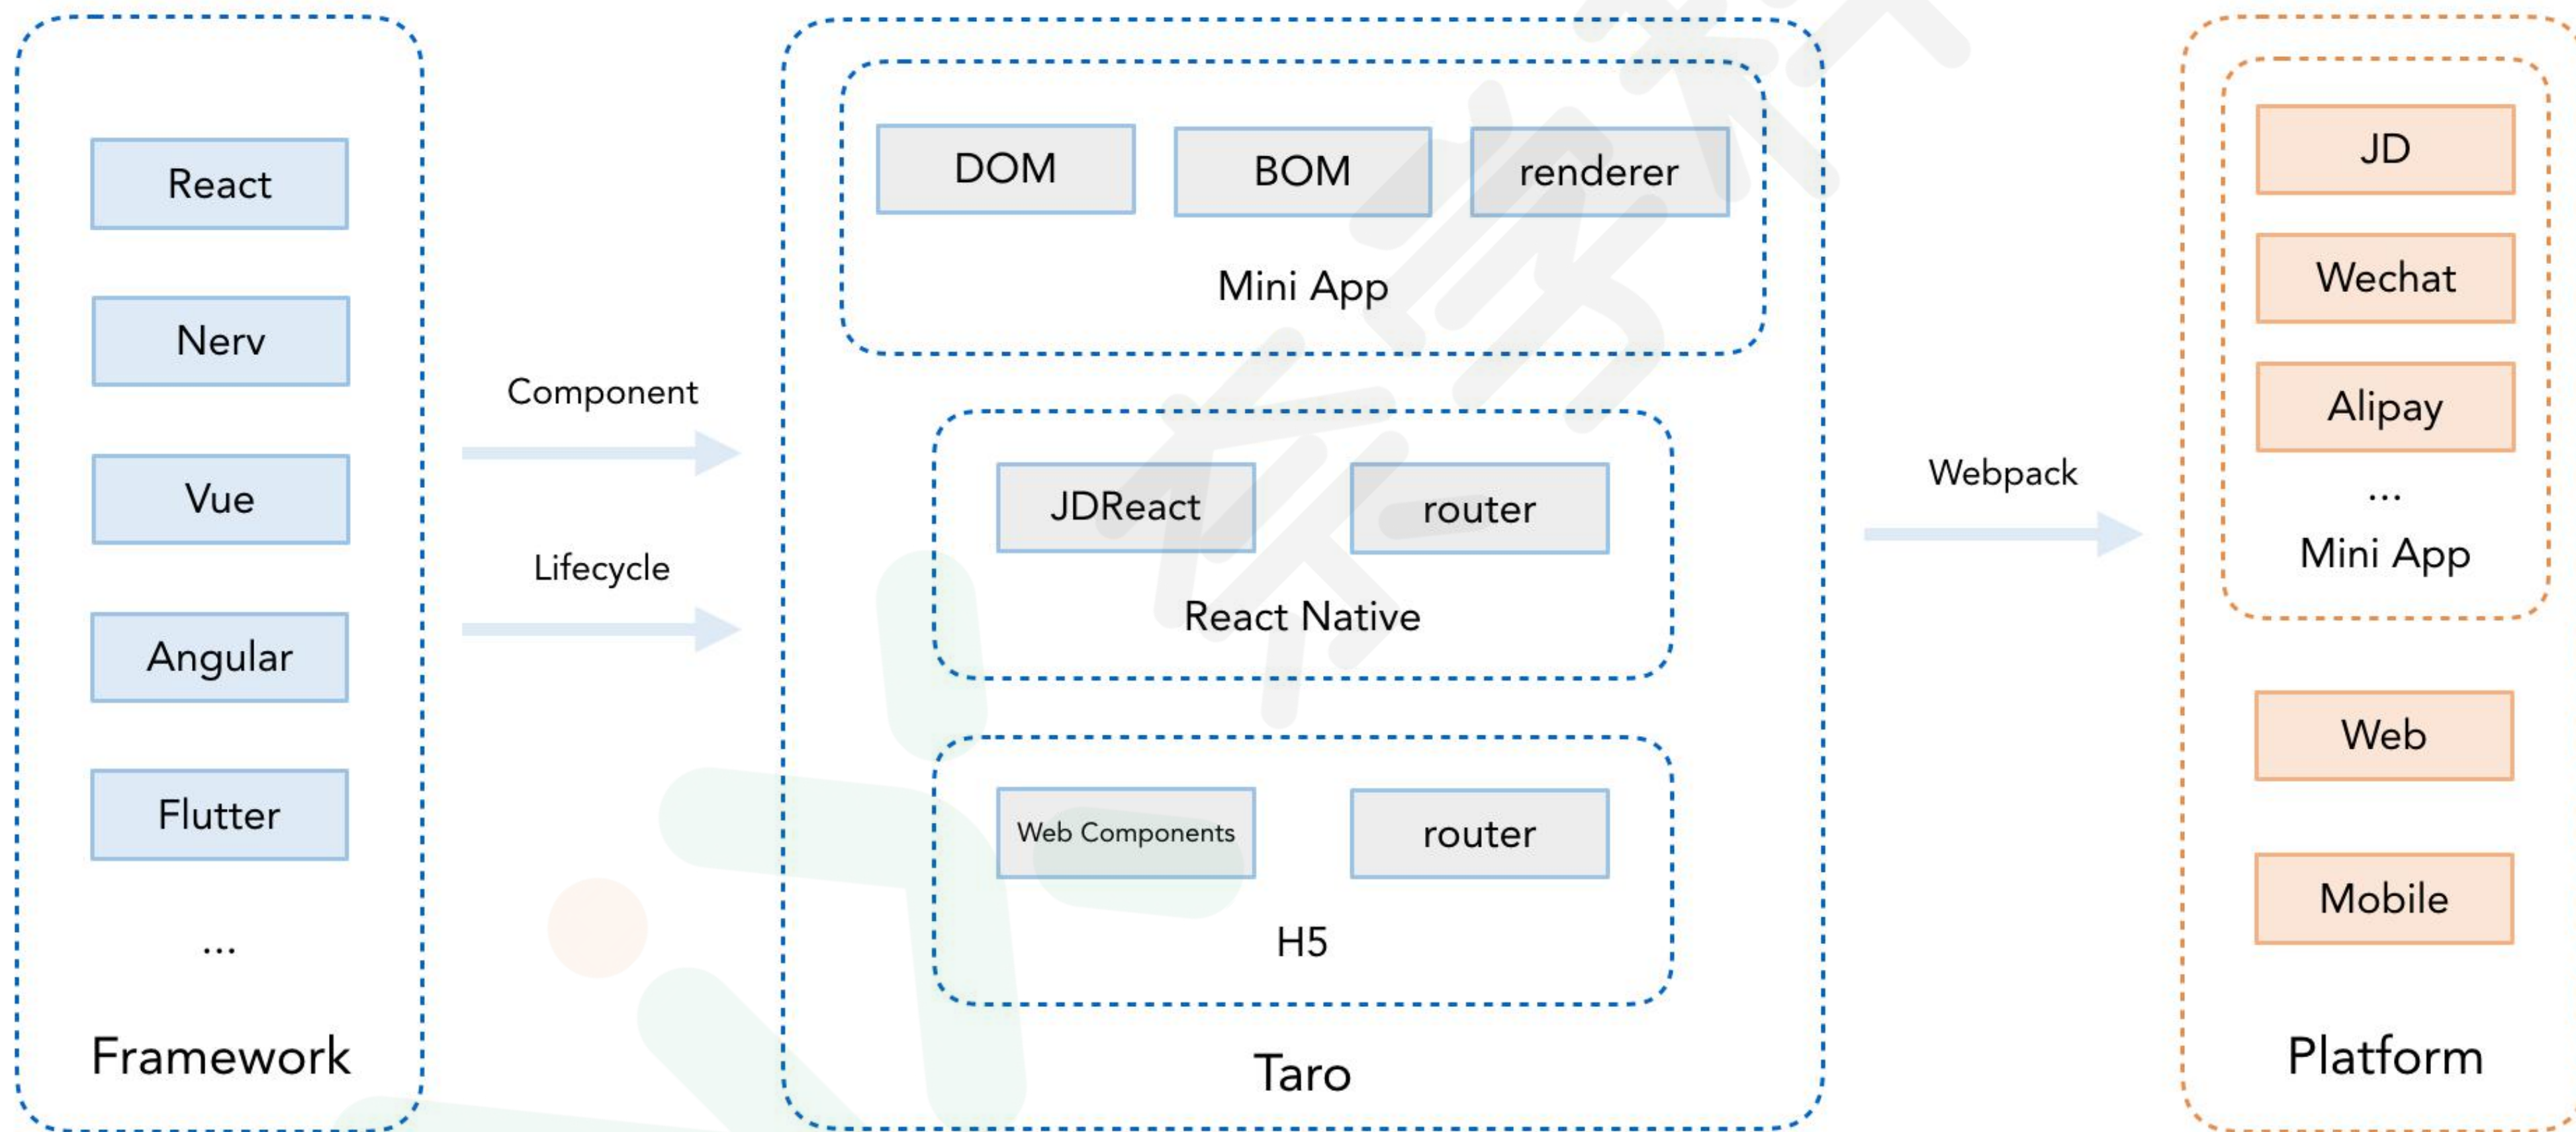 React
Nerv
Vue
Angular
Flutter
...
Framework
Component
Lifecycle
DOM
BOM
renderer
Mini App
JDReact
router
React Native
Web Components
router
H5
Taro
Webpack
JD
Wechat
Alipay
...
Mini App
Web
Mobile
Platform